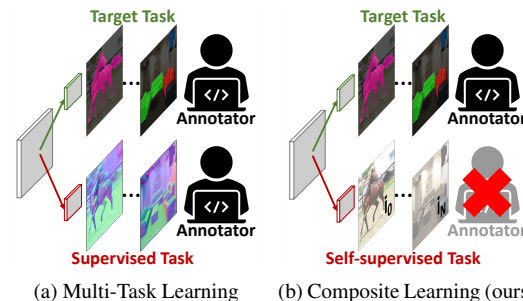 Target Task
Target Task
</>
...
Annotator
</>
...
Annotator
</>
...
Annotator
i0
...
iN
</>
Annotator
Supervised Task
Self-supervised Task
(a) Multi-Task Learning
(b) Composite Learning (ours